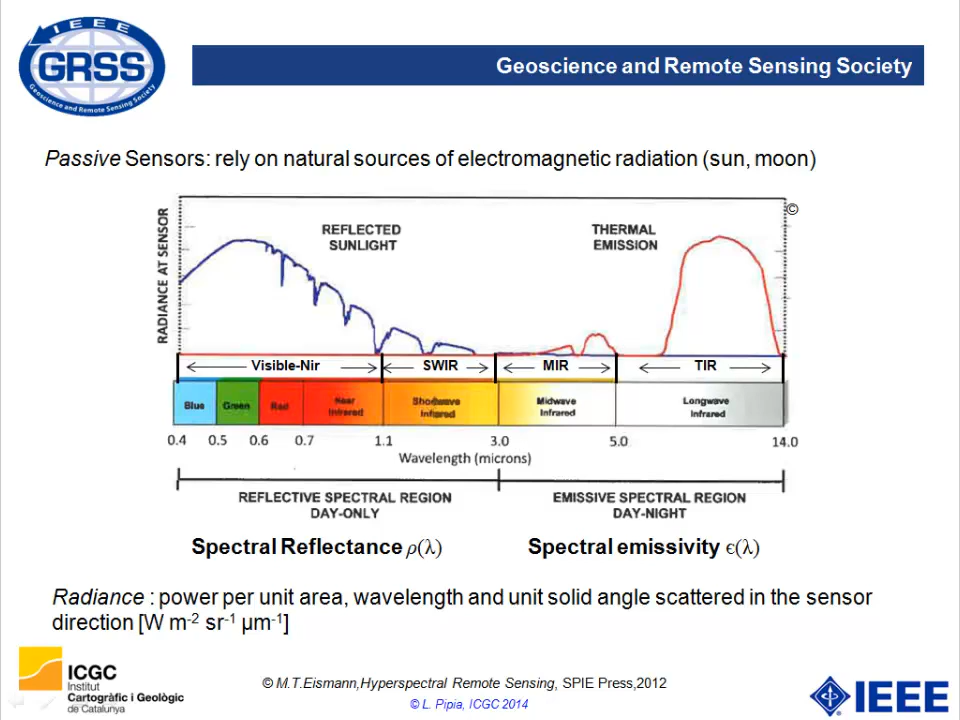 IEEE
GRSS
Geoscience and Remote Sensing Society
Geoscience and Remote Sensing Society
Passive Sensors: rely on natural sources of electromagnetic radiation (sun, moon)
©
RADIANCE AT SENSOR
REFLECTED
SUNLIGHT
THERMAL
EMISSION
Visible-Nir SWIR MIR TIR
Blue Green Red Near Infrared Shortwave Infrared Midwave Infrared Longwave Infrared
0.4 0.5 0.6 0.7 1.1 3.0 5.0 14.0
Wavelength (microns)
REFLECTIVE SPECTRAL REGION
DAY-ONLY
EMISSIVE SPECTRAL REGION
DAY-NIGHT
Spectral Reflectance ρ(λ) Spectral emissivity ϵ(λ)
Radiance : power per unit area, wavelength and unit solid angle scattered in the sensor
direction [W m-2 sr-1 µm-1]
ICGC
Institut
Cartogràfic i Geològic
de Catalunya
© M.T.Eismann,Hyperspectral Remote Sensing, SPIE Press,2012
© L. Pipia, ICGC 2014
IEEE